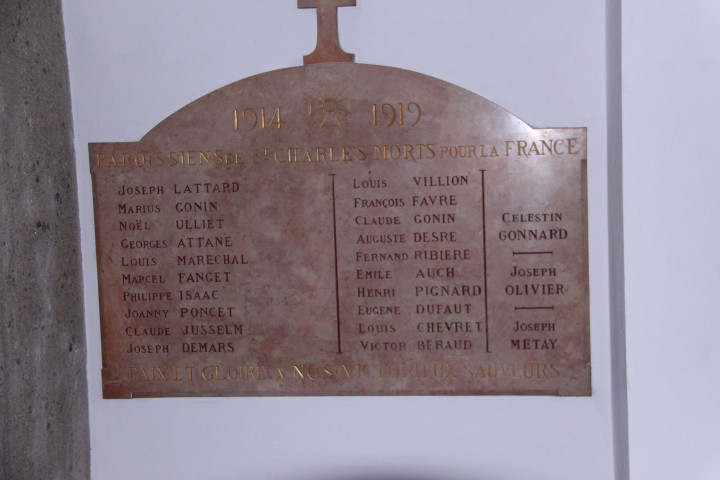 1914 1919
PAROISSIENS DE ST CHARLES MORTS POUR LA FRANCE
JOSEPH LATTARD
MARIUS GONIN
NOËL ULLIET
GEORGES ATTANE
LOUIS MARECHAL
MARCEL FANGET
PHILIPPE ISAAC
JOANNY PONCET
CLAUDE JUSSELM
JOSEPH DEMARS
LOUIS VILLION
FRANÇOIS FAVRE
CLAUDE GONIN
AUGUSTE DESRE
FERNAND RIBIERE
EMILE AUCH
HENRI PIGNARD
EUGENE DUFAUT
LOUIS CHEVRET
VICTOR BERAUD
CELESTIN
GONNARD
JOSEPH
OLIVIER
JOSEPH
METAY
PAIX ET GLOIRE A NOS VICTORIEUX SAUVEURS